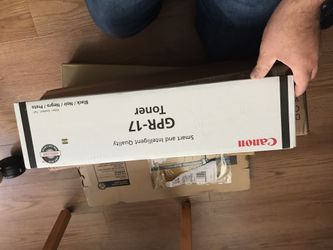 Canon
Smart and Intelligent Quality
GPR-17
Toner
Black / Noir / Negro / Preto